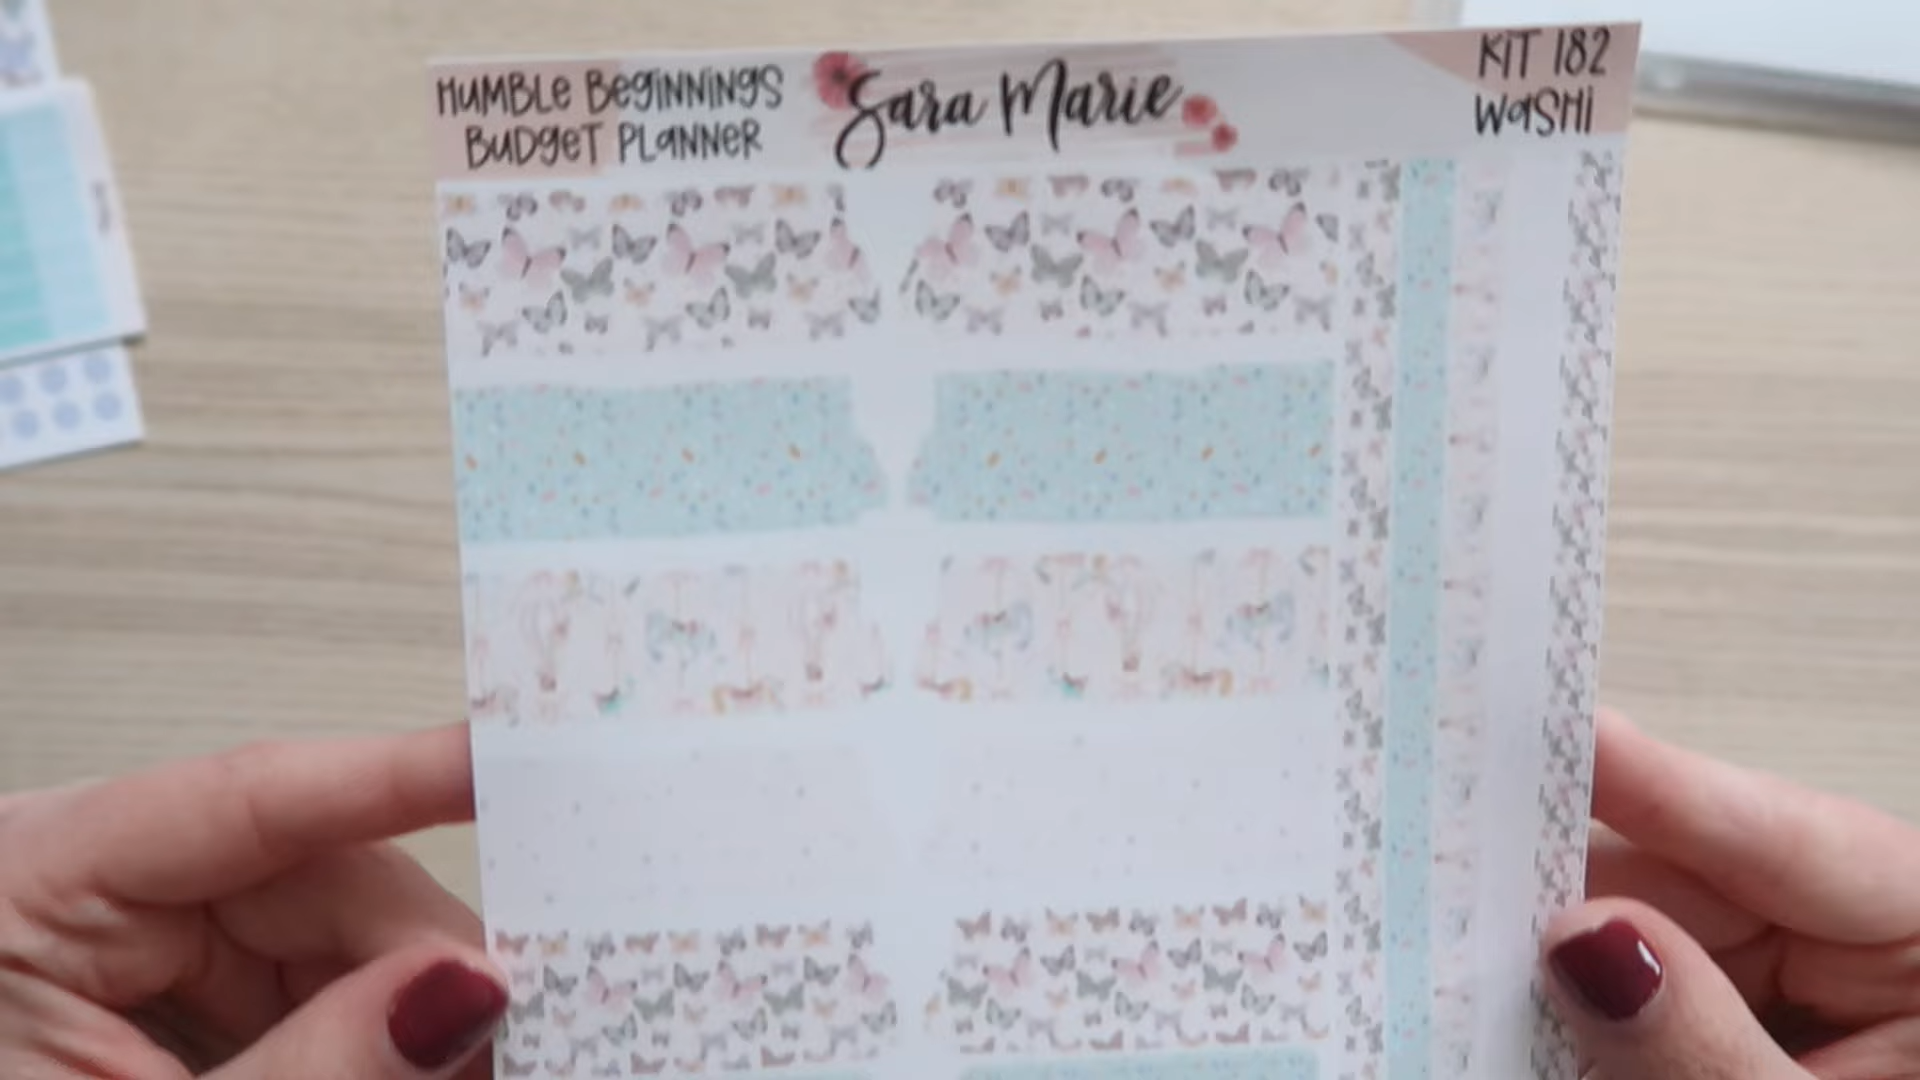 HUMBLE BEGINNINGS
BUDGET PLANNER
Sara Marie
KIT 182
WASHI